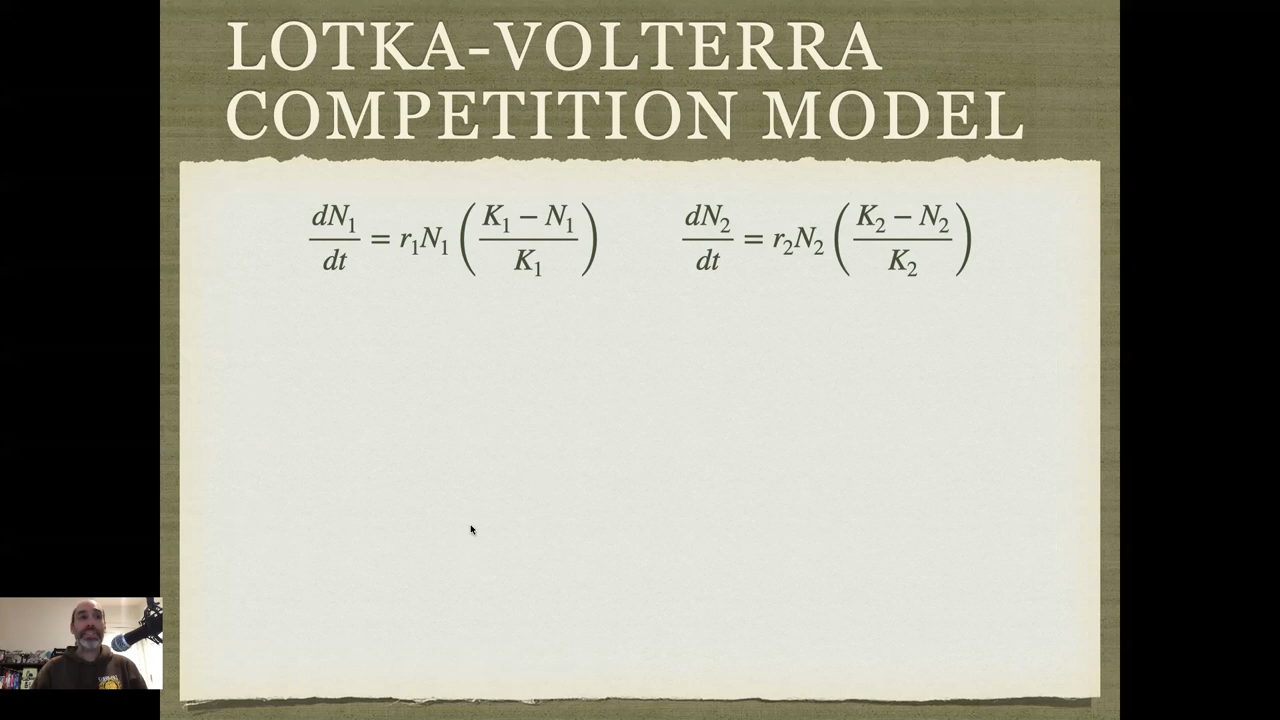 LOTKA-VOLTERRA
COMPETITION MODEL
dN₁/dt = r₁N₁ ( (K₁ − N₁) / K₁ )
dN₂/dt = r₂N₂ ( (K₂ − N₂) / K₂ )